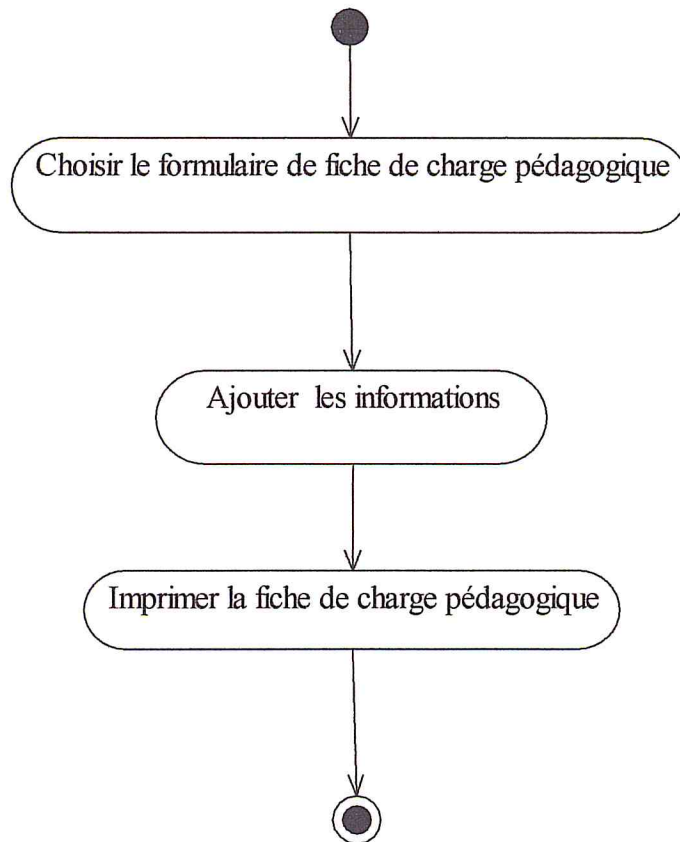 Choisir le formulaire de fiche de charge pédagogique
Ajouter les informations
Imprimer la fiche de charge pédagogique